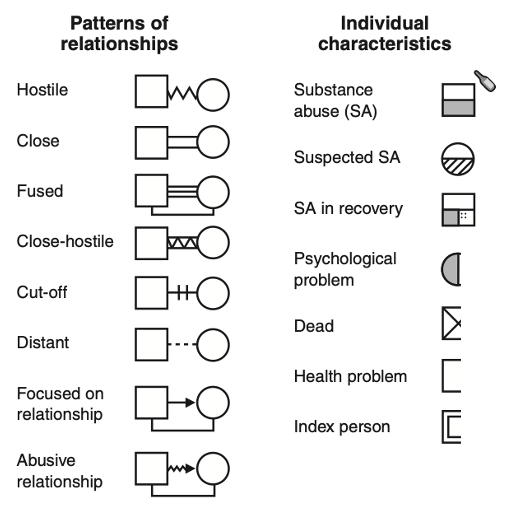 Patterns of
relationships
Hostile
Close
Fused
Close-hostile
Cut-off
Distant
Focused on
relationship
Abusive
relationship
Individual
characteristics
Substance
abuse (SA)
Suspected SA
SA in recovery
Psychological
problem
Dead
Health problem
Index person